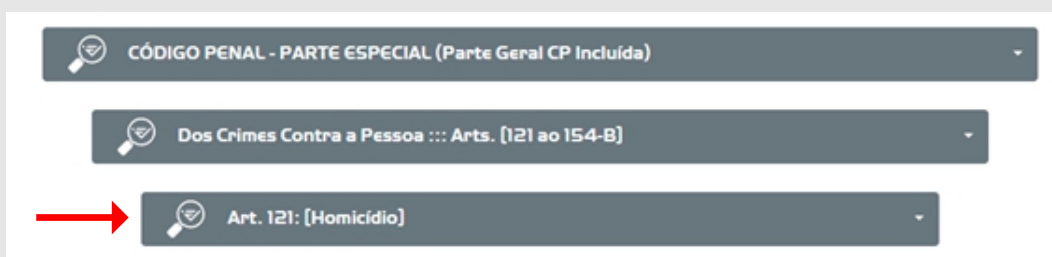 CÓDIGO PENAL - PARTE ESPECIAL (Parte Geral CP Incluída)
Dos Crimes Contra a Pessoa ::: Arts. [121 ao 154-B]
Art. 121: [Homicídio]